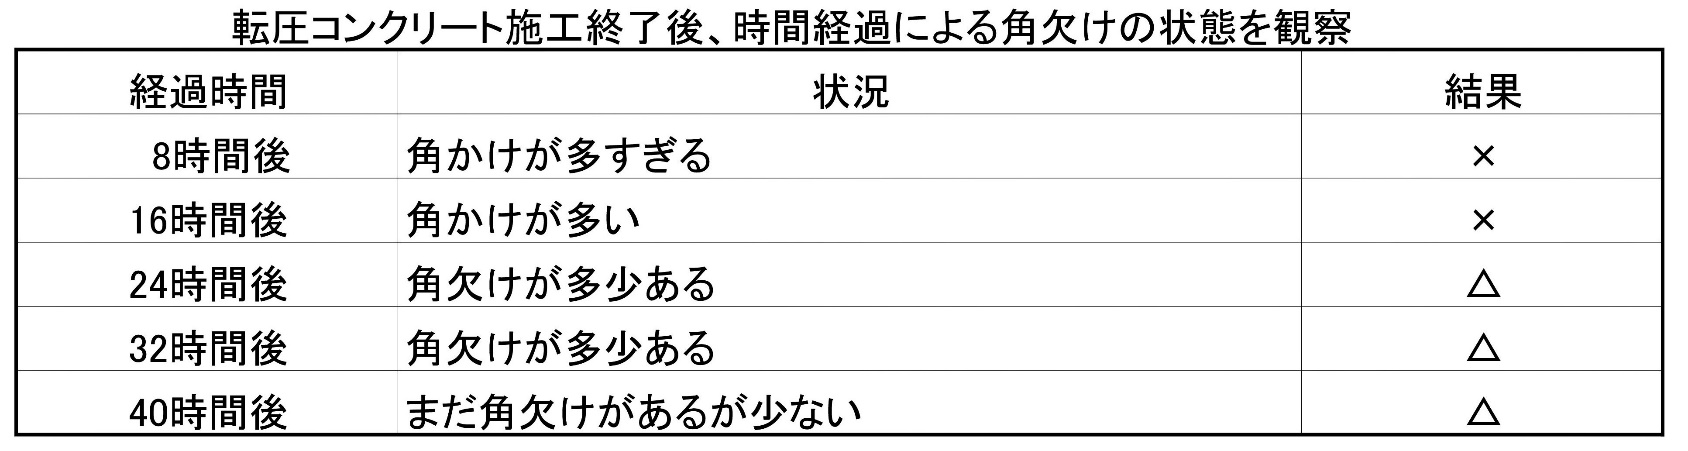 転圧コンクリート施工終了後、時間経過による角欠けの状態を観察
経過時間 状況 結果
8時間後 角かけが多すぎる ×
16時間後 角かけが多い ×
24時間後 角欠けが多少ある △
32時間後 角欠けが多少ある △
40時間後 まだ角欠けがあるが少ない △